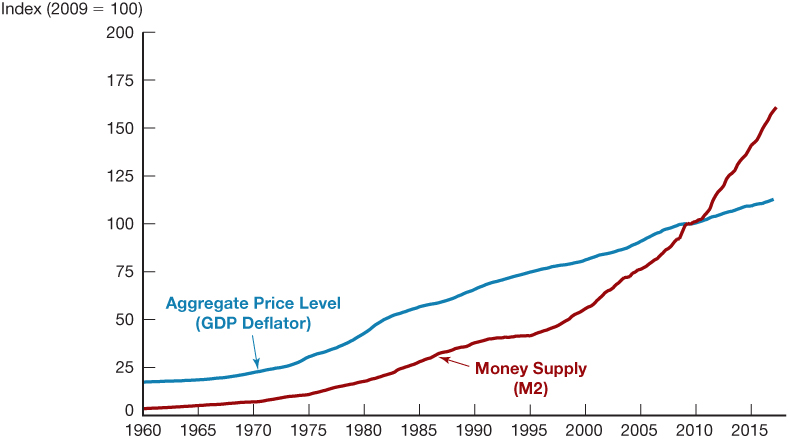 Index (2009 = 100)
200
175
150
125
100
75
50
25
0
Aggregate Price Level
(GDP Deflator)
Money Supply
(M2)
1960 1965 1970 1975 1980 1985 1990 1995 2000 2005 2010 2015